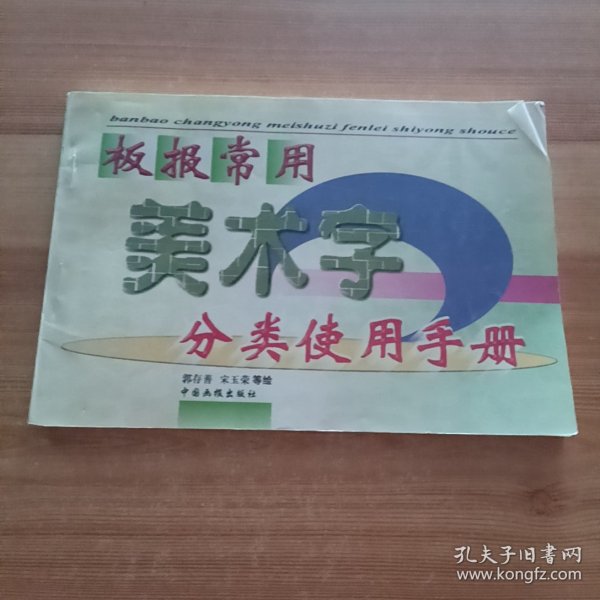 banbao changyong meishuzi fenlei shiyong shouce
板报常用
美术字
分类使用手册
郭存善 宋玉荣 等绘
中国画报出版社
孔夫子旧书网
www.kongfz.com